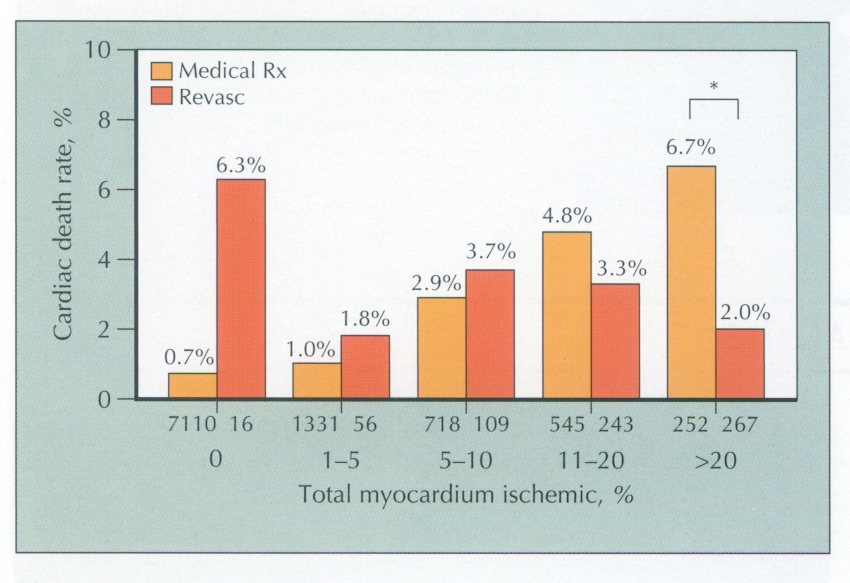 10
Medical Rx
Revasc
8
6
4
2
0
Cardiac death rate, %
0.7%
6.3%
1.0%
1.8%
2.9%
3.7%
4.8%
3.3%
6.7%
2.0%
*
7110 16 1331 56 718 109 545 243 252 267
0 1–5 5–10 11–20 >20
Total myocardium ischemic, %